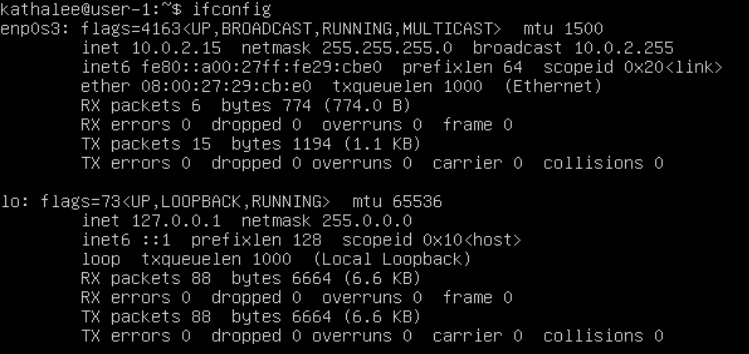 kathalee@user-1:~$ ifconfig
enp0s3: flags=4163<UP,BROADCAST,RUNNING,MULTICAST>  mtu 1500
        inet 10.0.2.15  netmask 255.255.255.0  broadcast 10.0.2.255
        inet6 fe80::a00:27ff:fe29:cbe0  prefixlen 64  scopeid 0x20<link>
        ether 08:00:27:29:cb:e0  txqueuelen 1000  (Ethernet)
        RX packets 6  bytes 774 (774.0 B)
        RX errors 0  dropped 0  overruns 0  frame 0
        TX packets 15  bytes 1194 (1.1 KB)
        TX errors 0  dropped 0 overruns 0  carrier 0  collisions 0

lo: flags=73<UP,LOOPBACK,RUNNING>  mtu 65536
        inet 127.0.0.1  netmask 255.0.0.0
        inet6 ::1  prefixlen 128  scopeid 0x10<host>
        loop  txqueuelen 1000  (Local Loopback)
        RX packets 88  bytes 6664 (6.6 KB)
        RX errors 0  dropped 0  overruns 0  frame 0
        TX packets 88  bytes 6664 (6.6 KB)
        TX errors 0  dropped 0 overruns 0  carrier 0  collisions 0